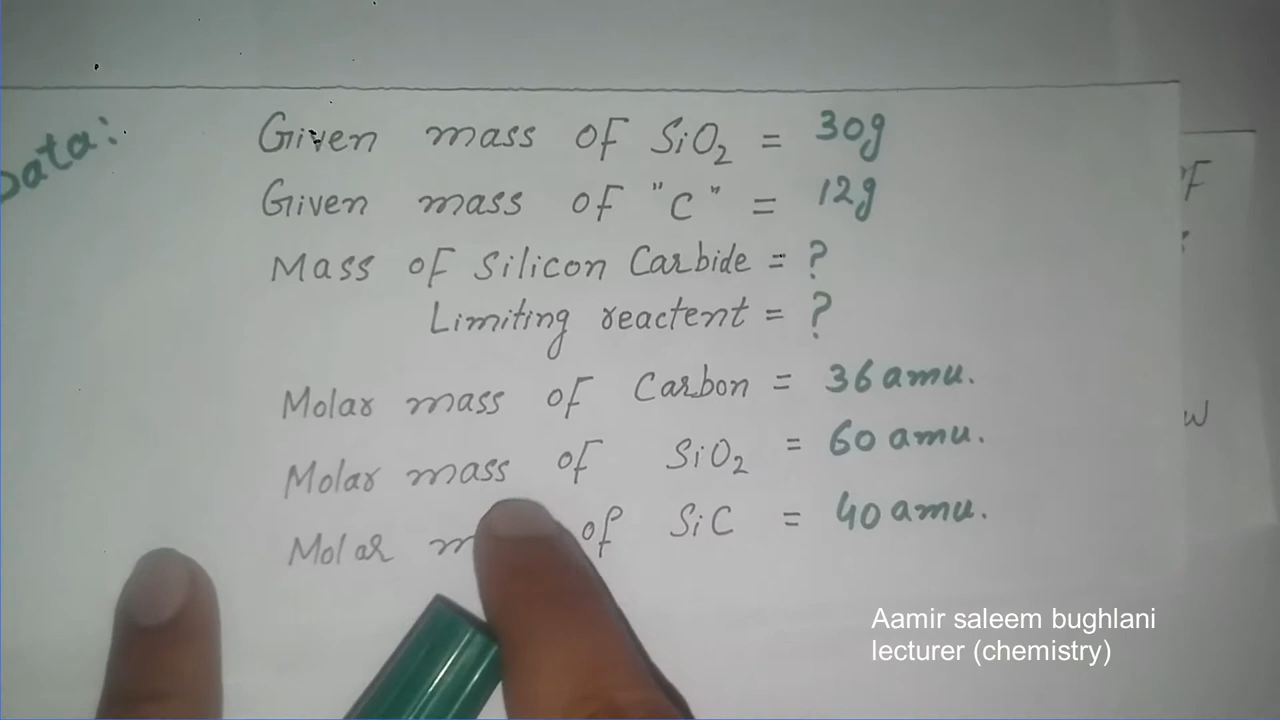 Data:
Given mass of SiO₂ = 30g
Given mass of "C" = 12g
Mass of Silicon Carbide = ?
Limiting reactent = ?
Molar mass of Carbon = 36 amu.
Molar mass of SiO₂ = 60 amu.
Molar of SiC = 40 amu.
Aamir saleem bughlani
lecturer (chemistry)